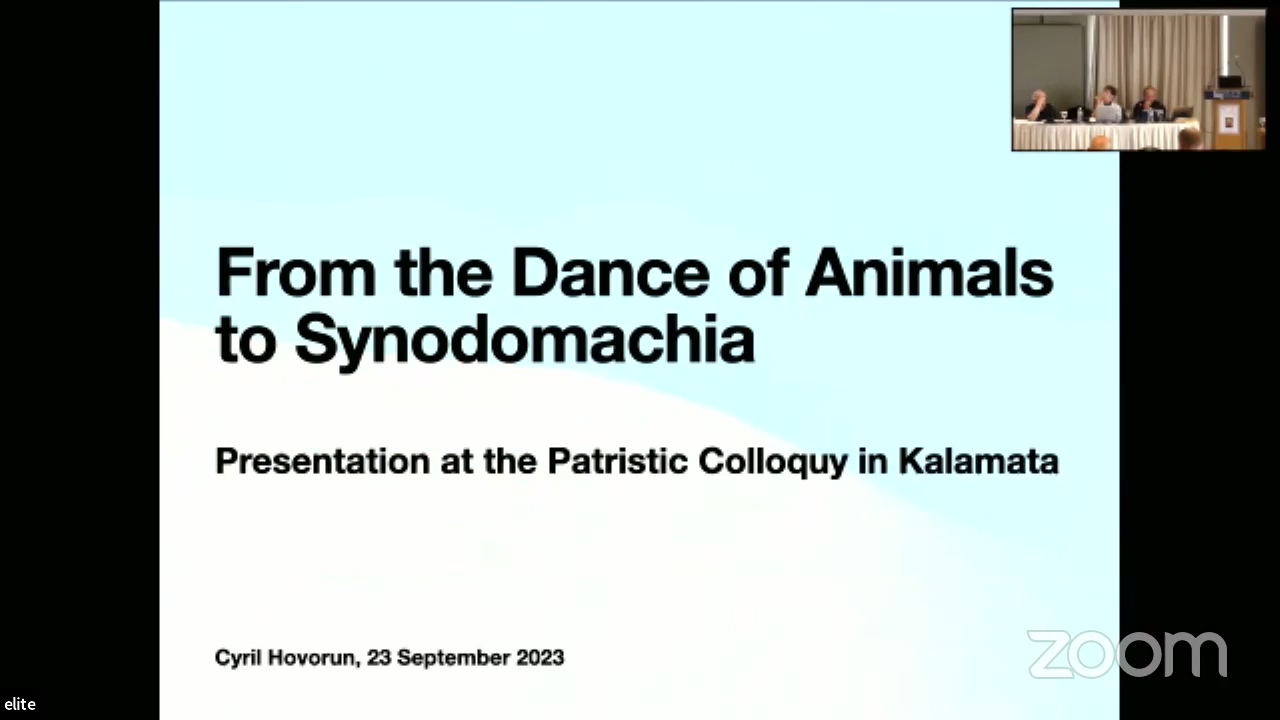 From the Dance of Animals
to Synodomachia
Presentation at the Patristic Colloquy in Kalamata
Cyril Hovorun, 23 September 2023
zoom
elite